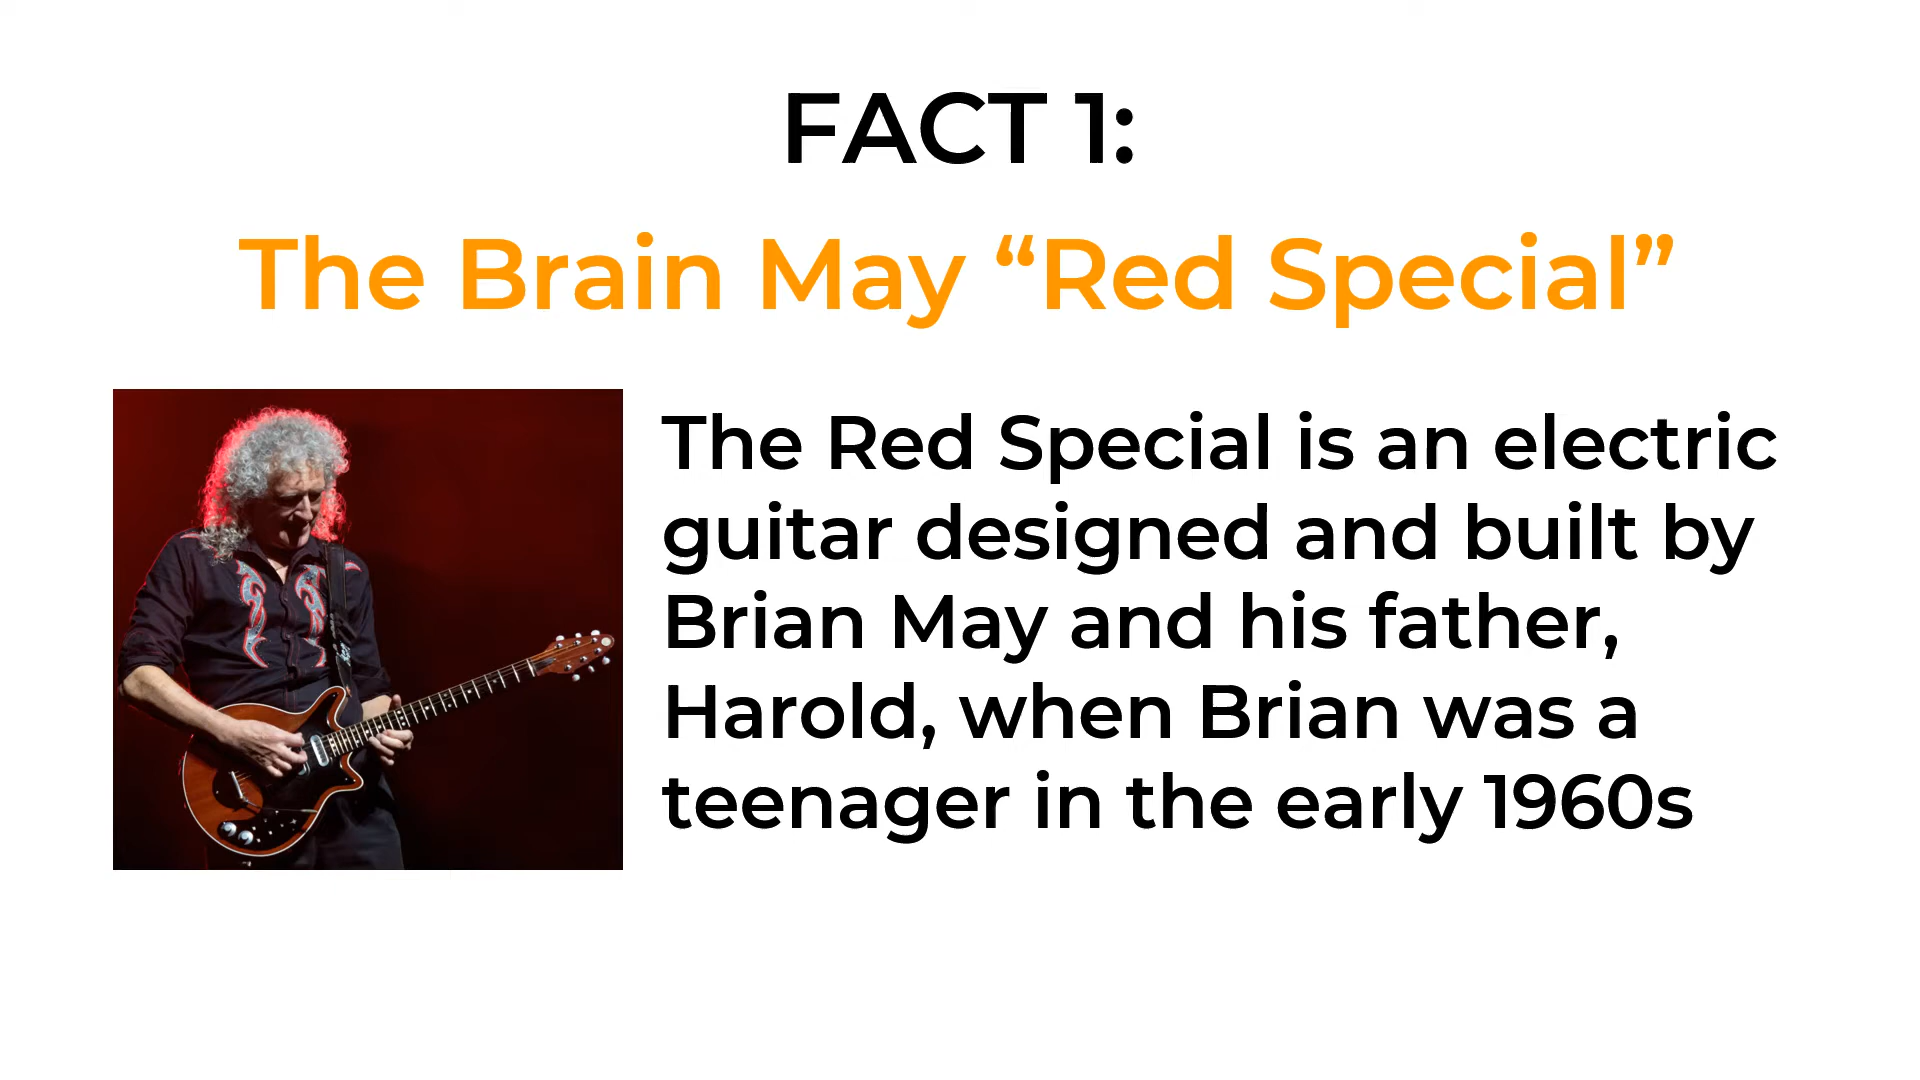 FACT 1:
The Brain May “Red Special”
The Red Special is an electric
guitar designed and built by
Brian May and his father,
Harold, when Brian was a
teenager in the early 1960s